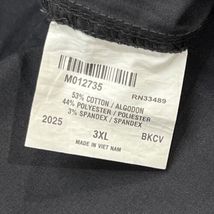 M012735 RN33489
53% COTTON / ALGODON
44% POLYESTER / POLIESTER
3% SPANDEX / SPANDEX
2025 3XL BKCV
MADE IN VIET NAM